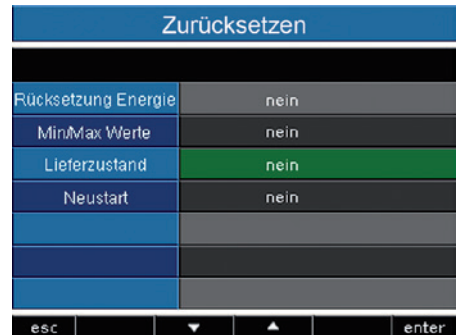 Zurücksetzen
Rücksetzung Energie nein
Min/Max Werte nein
Lieferzustand nein
Neustart nein
esc ▼ ▲ enter